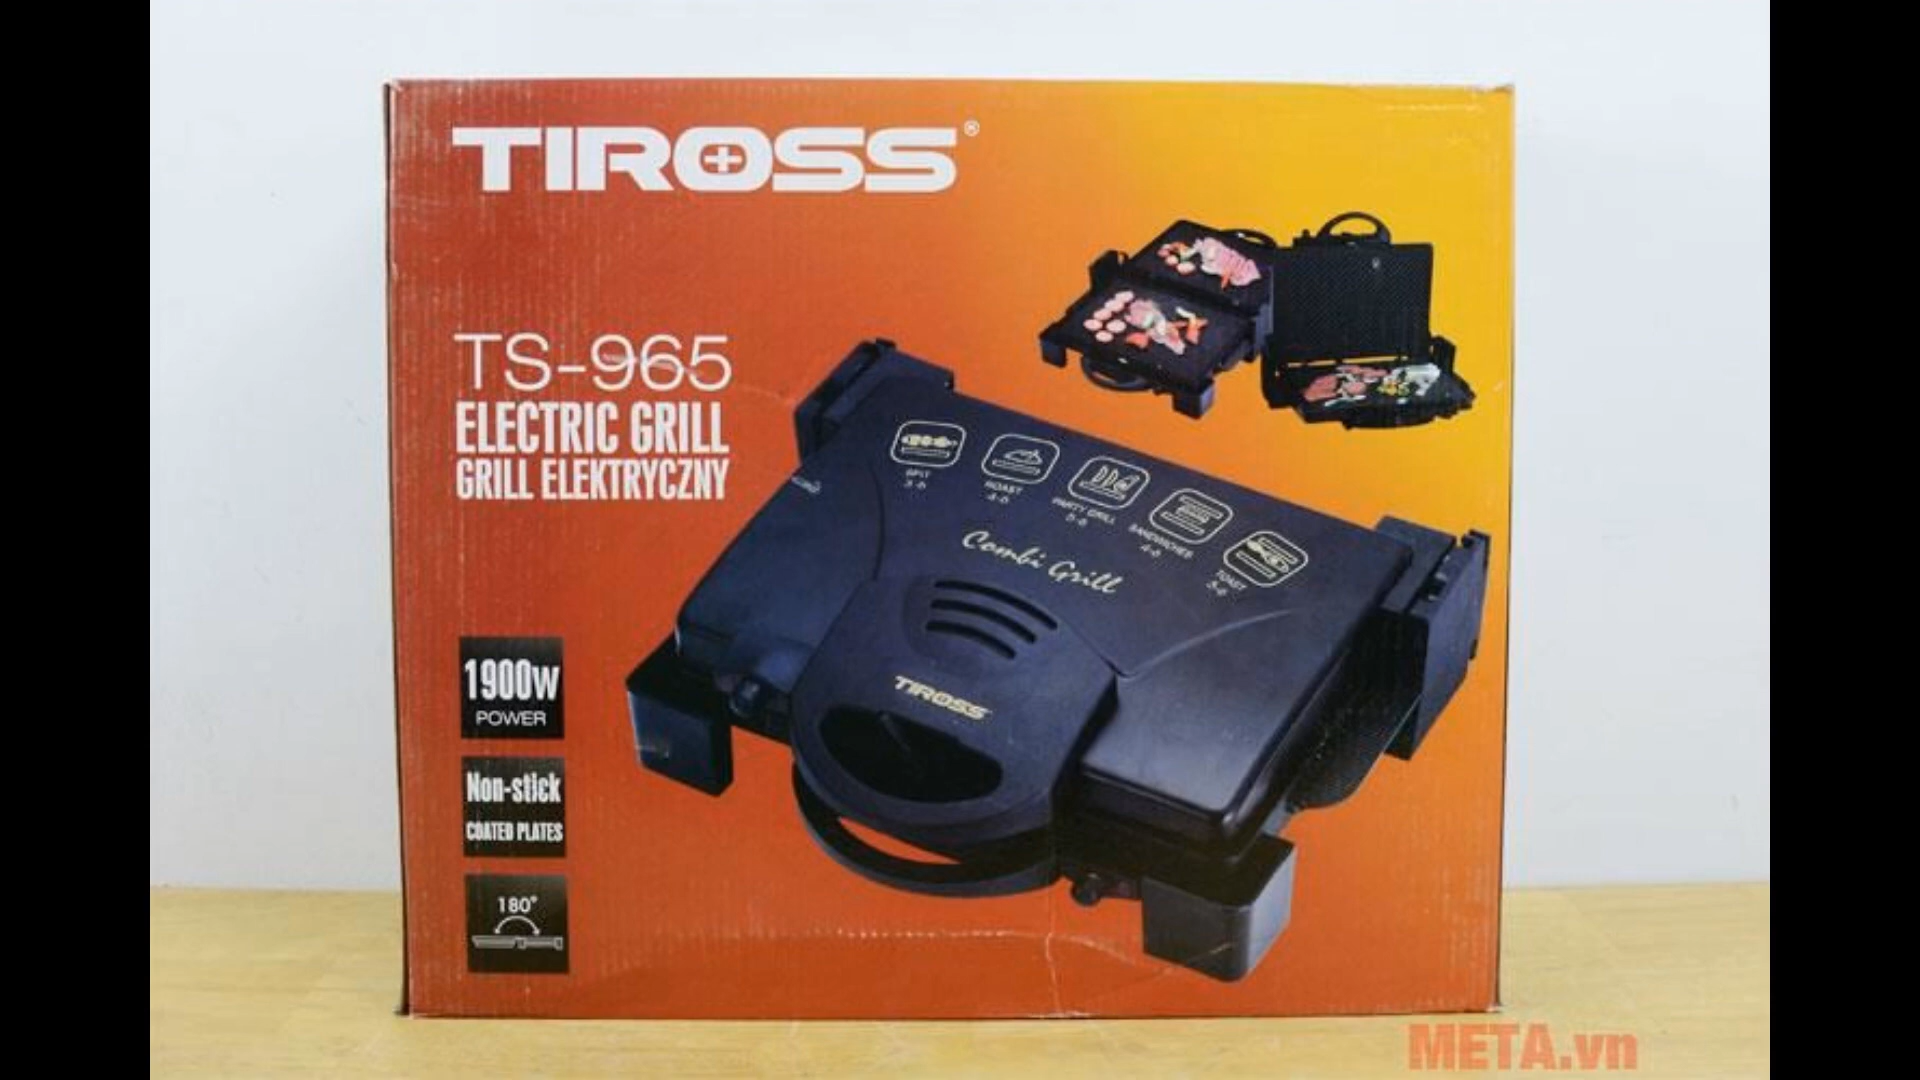 TIROSS®
TS-965
ELECTRIC GRILL
GRILL ELEKTRYCZNY
ROAST
PARTY GRILL
SANDWICHES
TOAST
Combi Grill
TIROSS
1900W
POWER
Non-stick
COATED PLATES
180°
META.vn